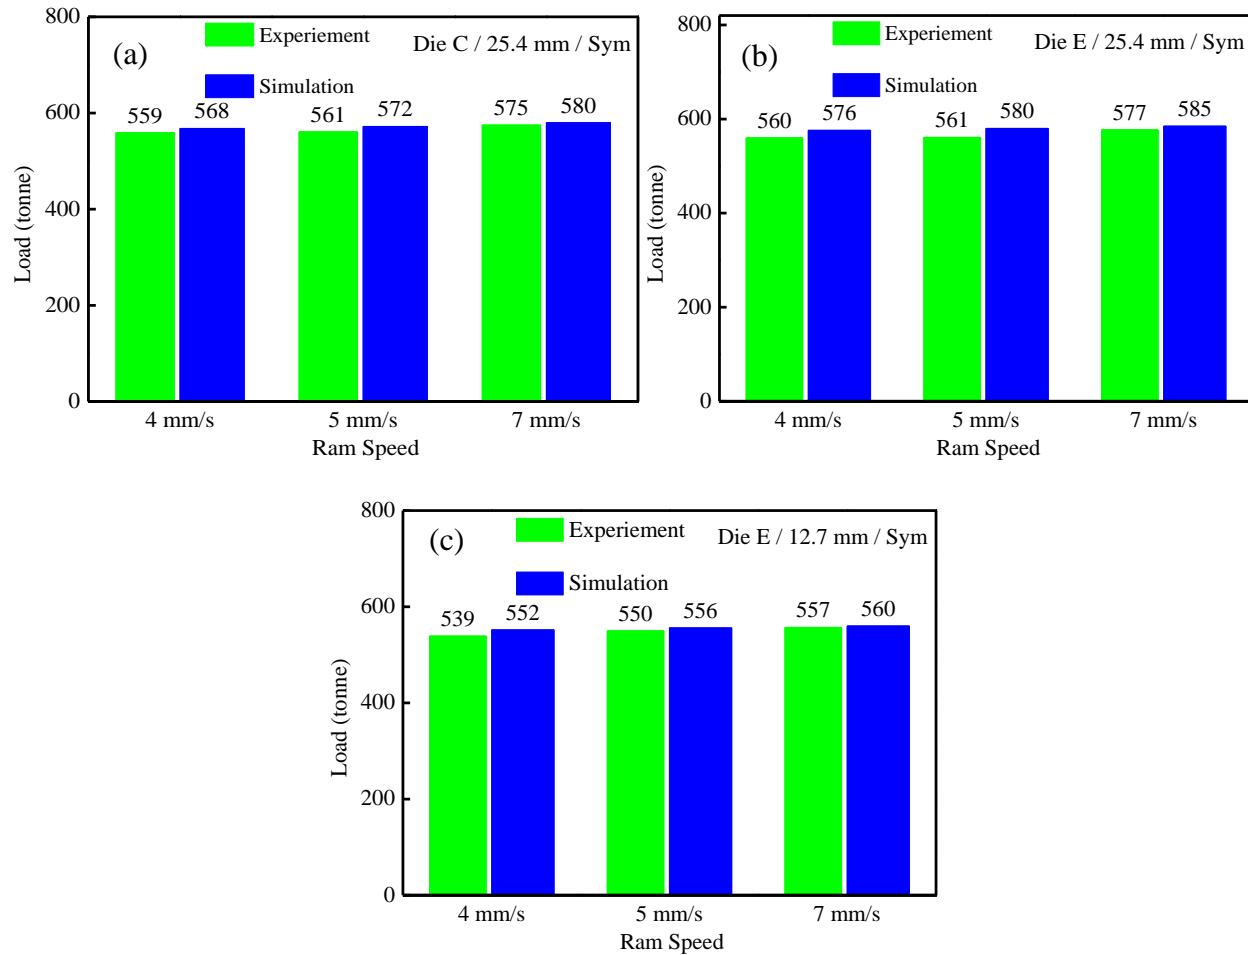 (a)
Experiement
Simulation
Die C / 25.4 mm / Sym
800
600
400
200
0
Load (tonne)
559
568
561
572
575
580
4 mm/s
5 mm/s
7 mm/s
Ram Speed
(b)
Experiement
Simulation
Die E / 25.4 mm / Sym
800
600
400
200
0
Load (tonne)
560
576
561
580
577
585
4 mm/s
5 mm/s
7 mm/s
Ram Speed
(c)
Experiement
Simulation
Die E / 12.7 mm / Sym
800
600
400
200
0
Load (tonne)
539
552
550
556
557
560
4 mm/s
5 mm/s
7 mm/s
Ram Speed